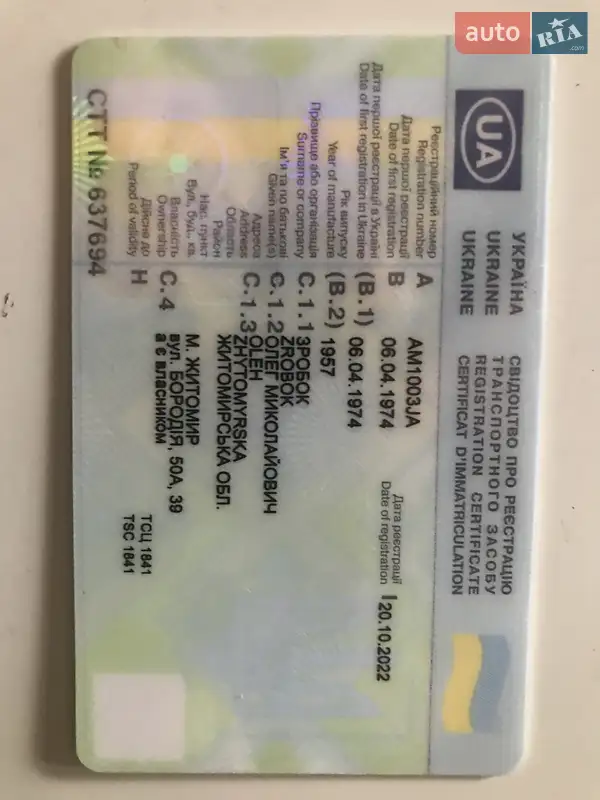 auto RIA .com
UA
УКРАЇНА
UKRAINE
UKRAINE
СВІДОЦТВО ПРО РЕЄСТРАЦІЮ
ТРАНСПОРТНОГО ЗАСОБУ
REGISTRATION CERTIFICATE
CERTIFICAT D'IMMATRICULATION
Реєстраційний номер
Registration number
A
AM1003JA
Дата першої реєстрації
Date of first registration
B
06.04.1974
Дата реєстрації
Date of registration
I
20.10.2022
Дата першої реєстрації в Україні
Date of first registration in Ukraine
(B.1)
06.04.1974
Рік випуску
Year of manufacture
(B.2)
1957
Прізвище або організація
Surname or company
C.1.1
ЗРОБОК
ZROBOK
Ім'я та по батькові
Given name(s)
C.1.2
ОЛЕГ МИКОЛАЙОВИЧ
OLEH
Адреса
Address
C.1.3
ZHYTOMYRSKA
Область
ЖИТОМИРСЬКА ОБЛ.
Район
Нас. пункт
М. ЖИТОМИР
Вул., буд., кв.
вул. БОРОДІЯ, 50А, 39
Власність
Ownership
C.4
а є власником
Дійсне до
Period of validity
H
ТСЦ 1841
TSC 1841
СТТ № 637694